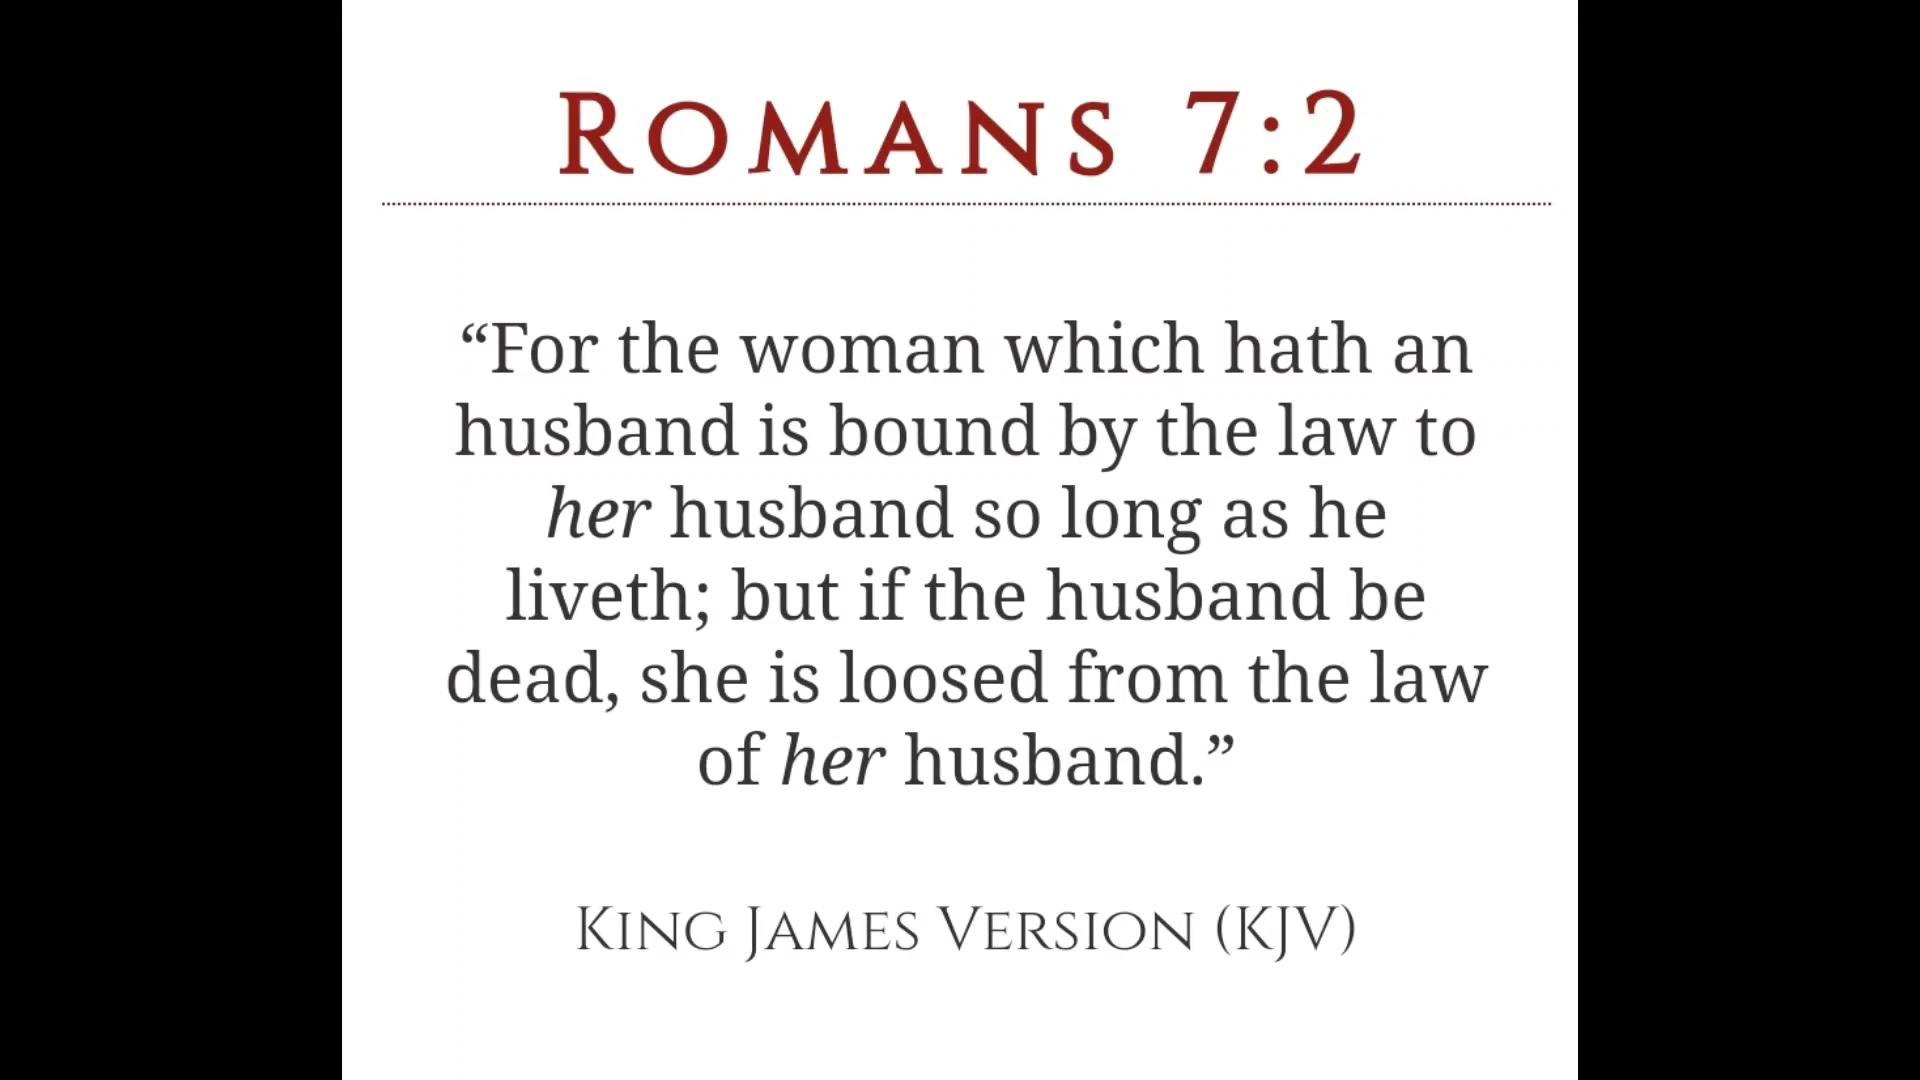 Romans 7:2
“For the woman which hath an
husband is bound by the law to
her husband so long as he
liveth; but if the husband be
dead, she is loosed from the law
of her husband.”
King James Version (KJV)